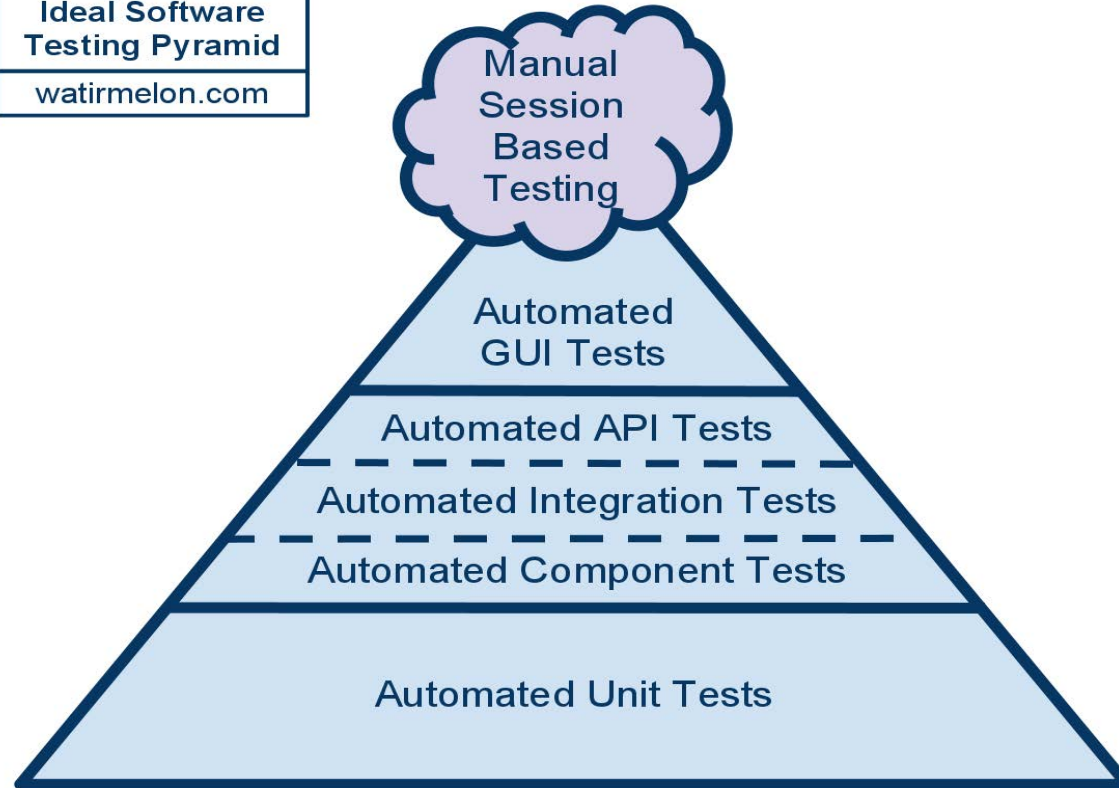 Ideal Software
Testing Pyramid
watirmelon.com
Manual
Session
Based
Testing
Automated
GUI Tests
Automated API Tests
Automated Integration Tests
Automated Component Tests
Automated Unit Tests